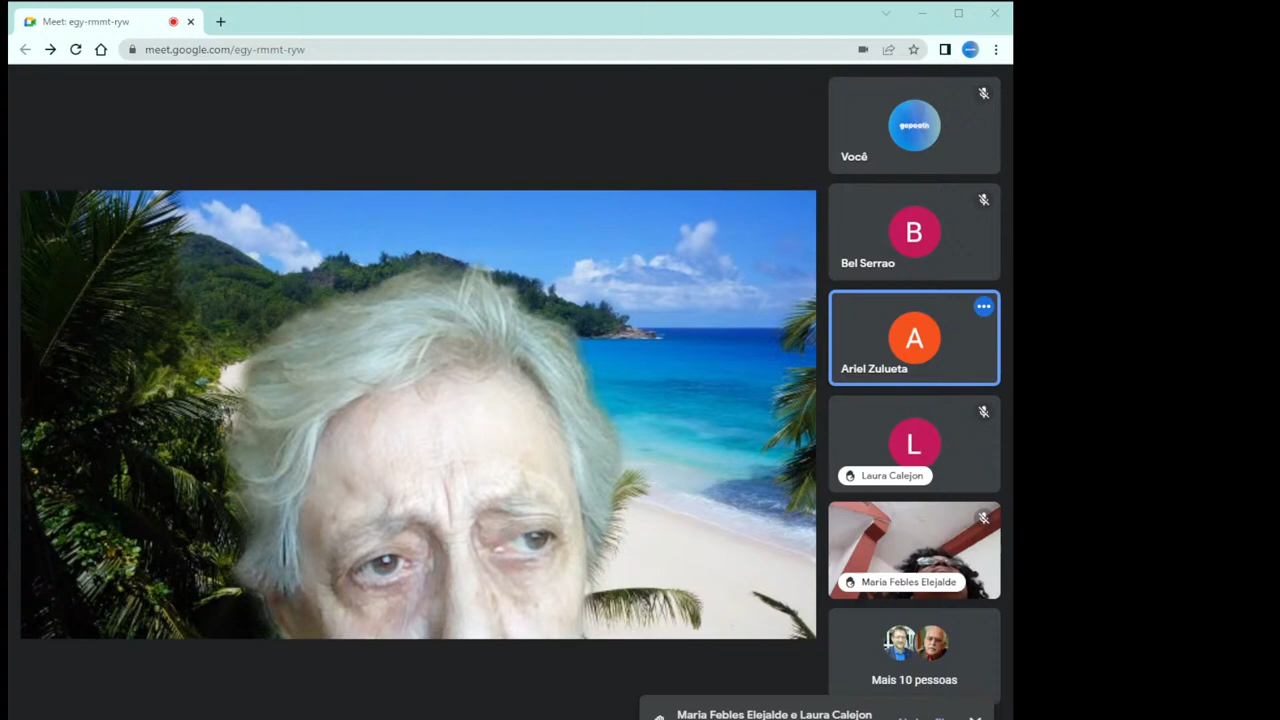 Meet: egy-rmmt-ryw
meet.google.com/egy-rmmt-ryw
gepeeth
Você
B
Bel Serrao
A
Ariel Zulueta
L
Laura Calejon
Maria Febles Elejalde
Mais 10 pessoas
Maria Febles Elejalde e Laura Calejon